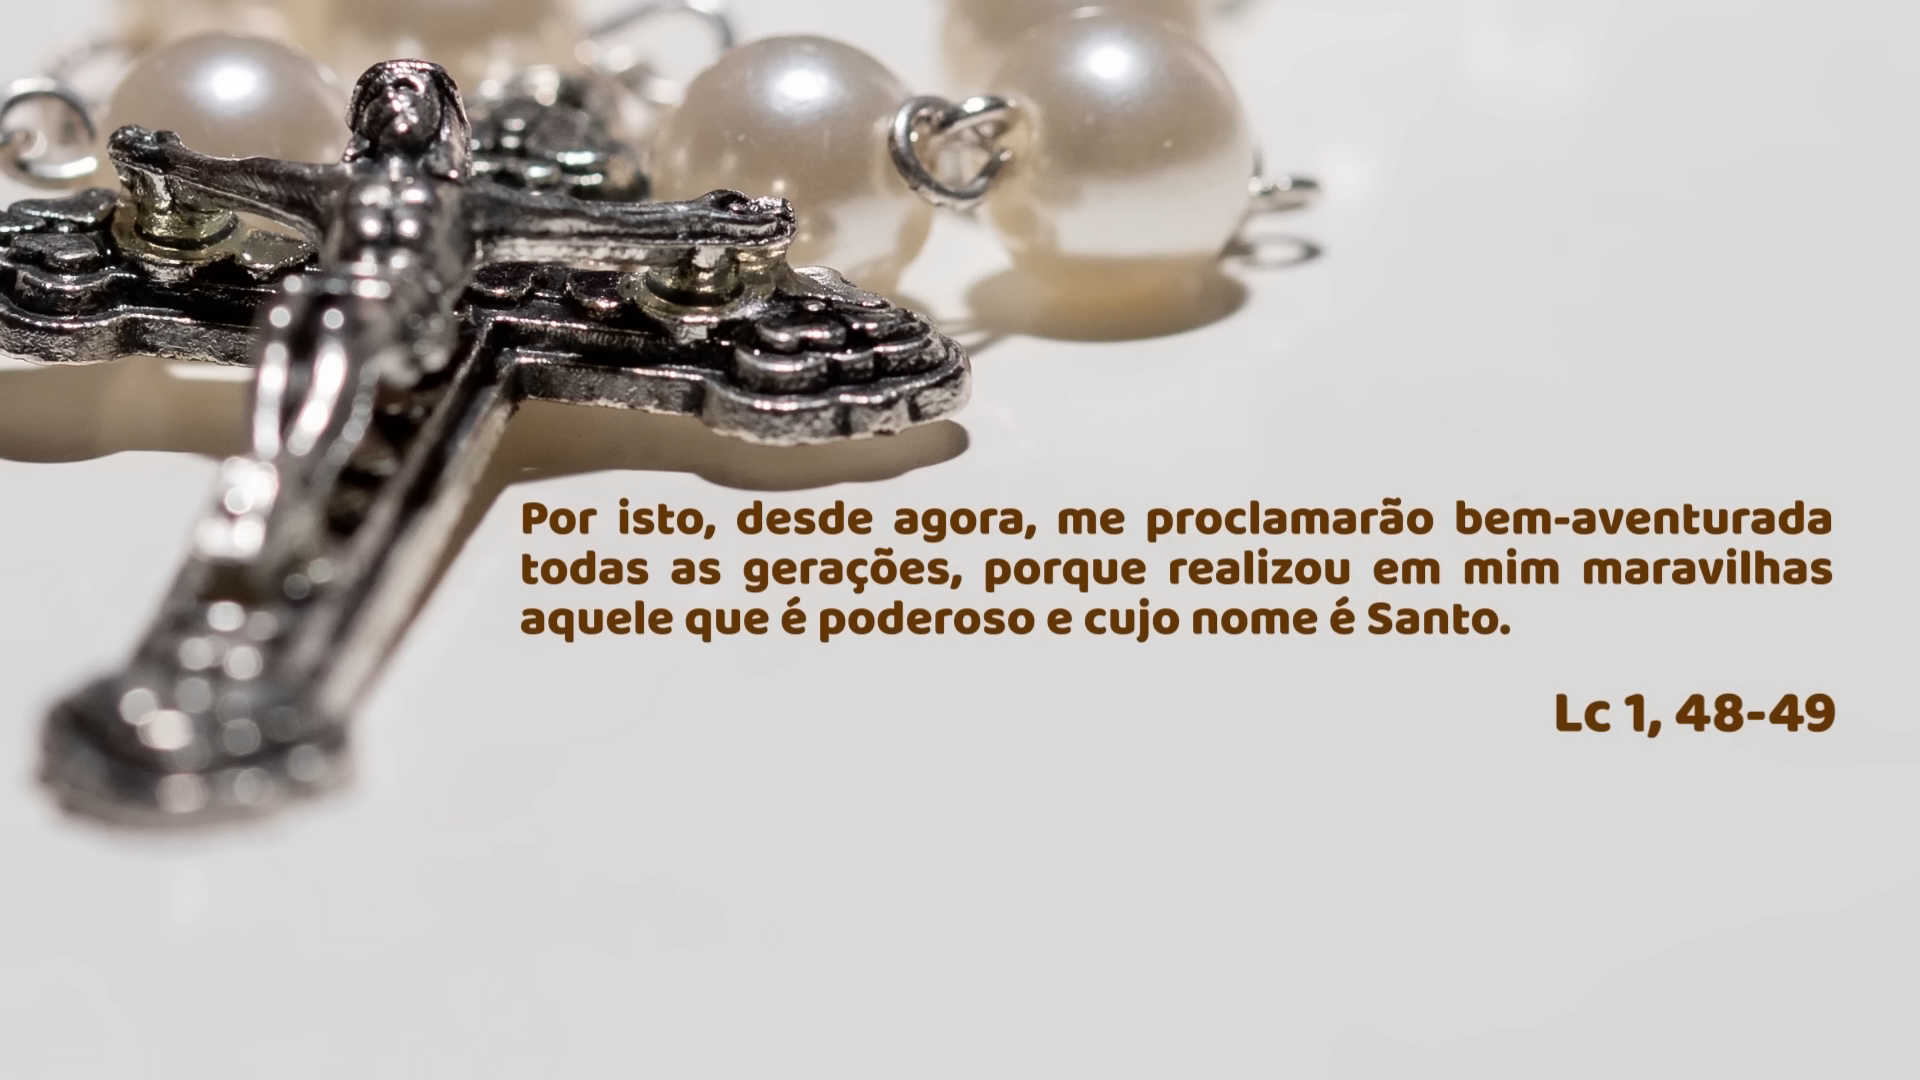 Por isto, desde agora, me proclamarão bem-aventurada
todas as gerações, porque realizou em mim maravilhas
aquele que é poderoso e cujo nome é Santo.
Lc 1, 48-49